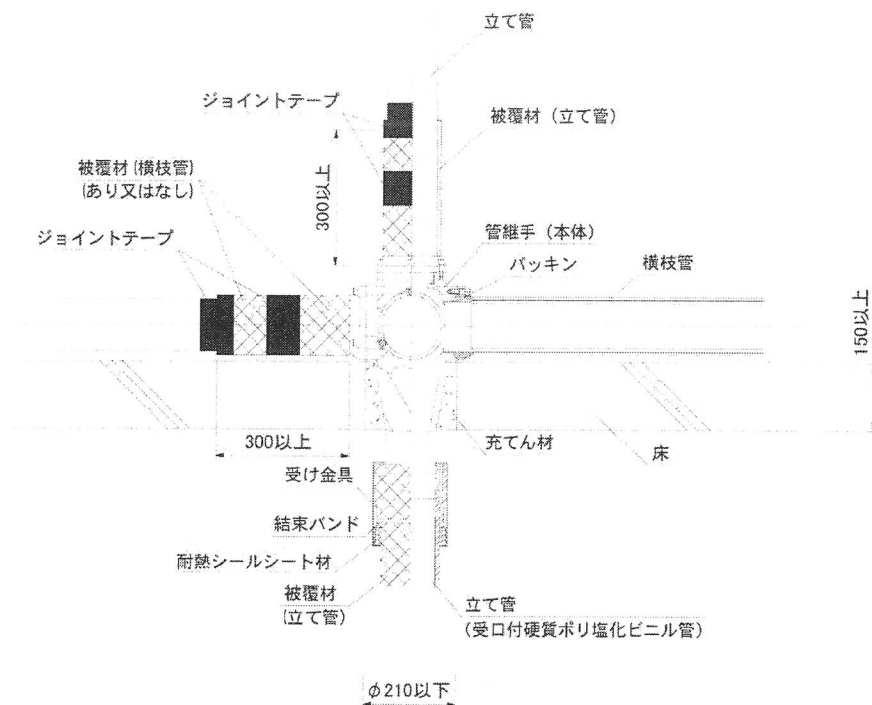 立て管
ジョイントテープ
被覆材（立て管）
被覆材(横枝管)
(あり又はなし)
300以上
ジョイントテープ
管継手（本体）
パッキン
横枝管
150以上
300以上
充てん材
床
受け金具
結束バンド
耐熱シールシート材
被覆材
(立て管)
立て管
(受口付硬質ポリ塩化ビニル管)
φ210以下